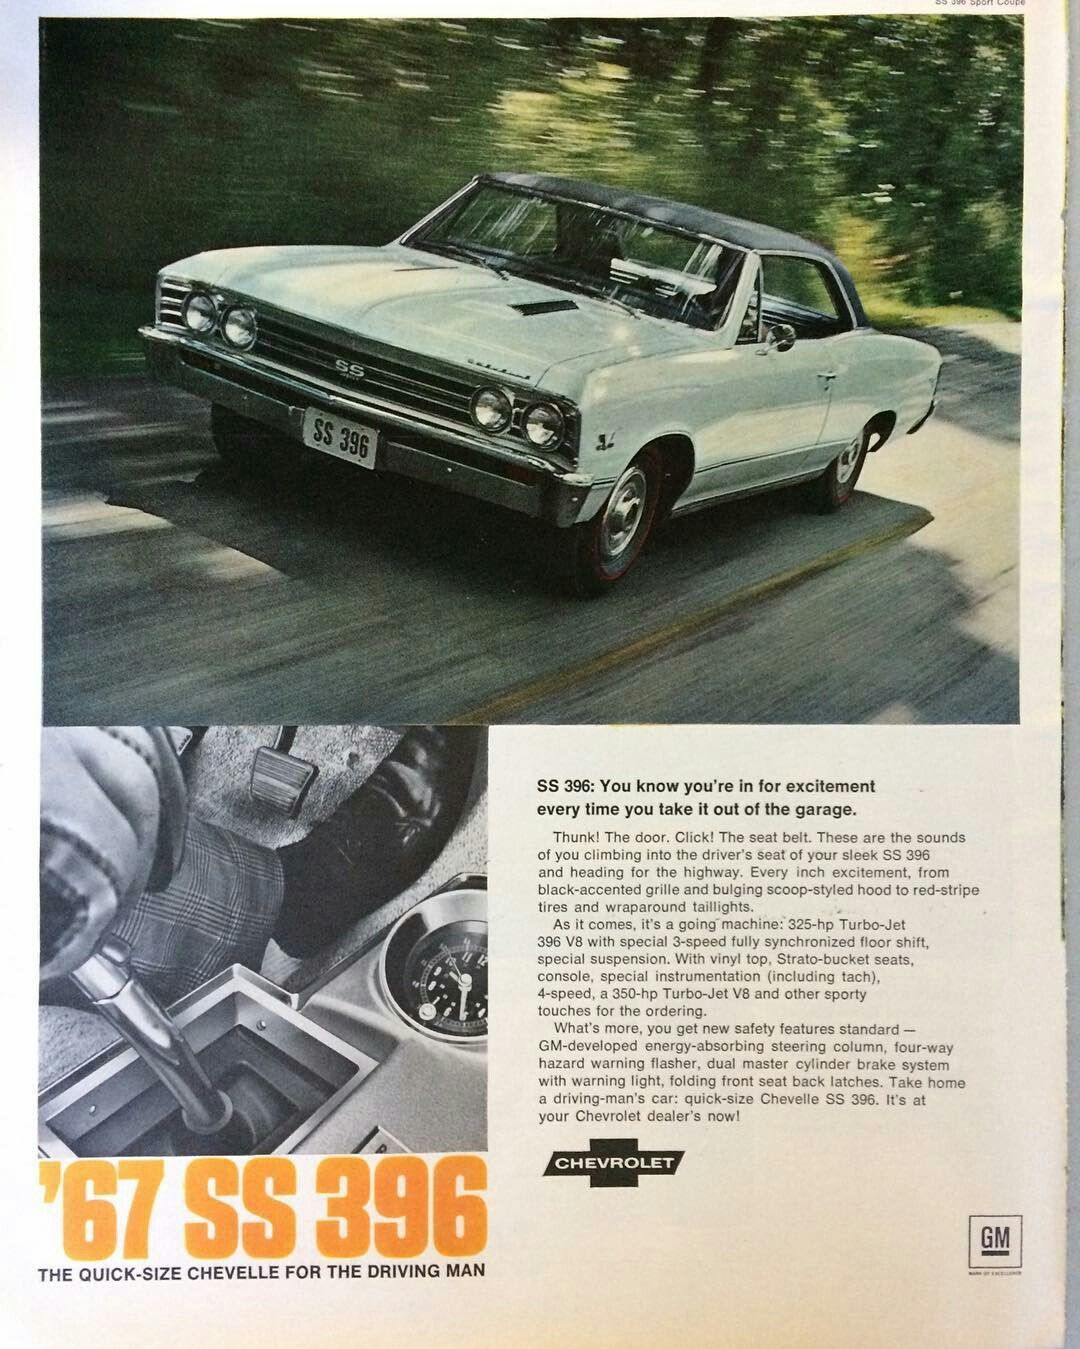 SS 396 Sport Coupe
SS
SS 396
SS 396: You know you're in for excitement
every time you take it out of the garage.
Thunk! The door. Click! The seat belt. These are the sounds
of you climbing into the driver's seat of your sleek SS 396
and heading for the highway. Every inch excitement, from
black-accented grille and bulging scoop-styled hood to red-stripe
tires and wraparound taillights.
As it comes, it's a going machine: 325-hp Turbo-Jet
396 V8 with special 3-speed fully synchronized floor shift,
special suspension. With vinyl top, Strato-bucket seats,
console, special instrumentation (including tach),
4-speed, a 350-hp Turbo-Jet V8 and other sporty
touches for the ordering.
What's more, you get new safety features standard —
GM-developed energy-absorbing steering column, four-way
hazard warning flasher, dual master cylinder brake system
with warning light, folding front seat back latches. Take home
a driving-man's car: quick-size Chevelle SS 396. It's at
your Chevrolet dealer's now!
CHEVROLET
'67 SS 396
THE QUICK-SIZE CHEVELLE FOR THE DRIVING MAN
GM
MARK OF EXCELLENCE